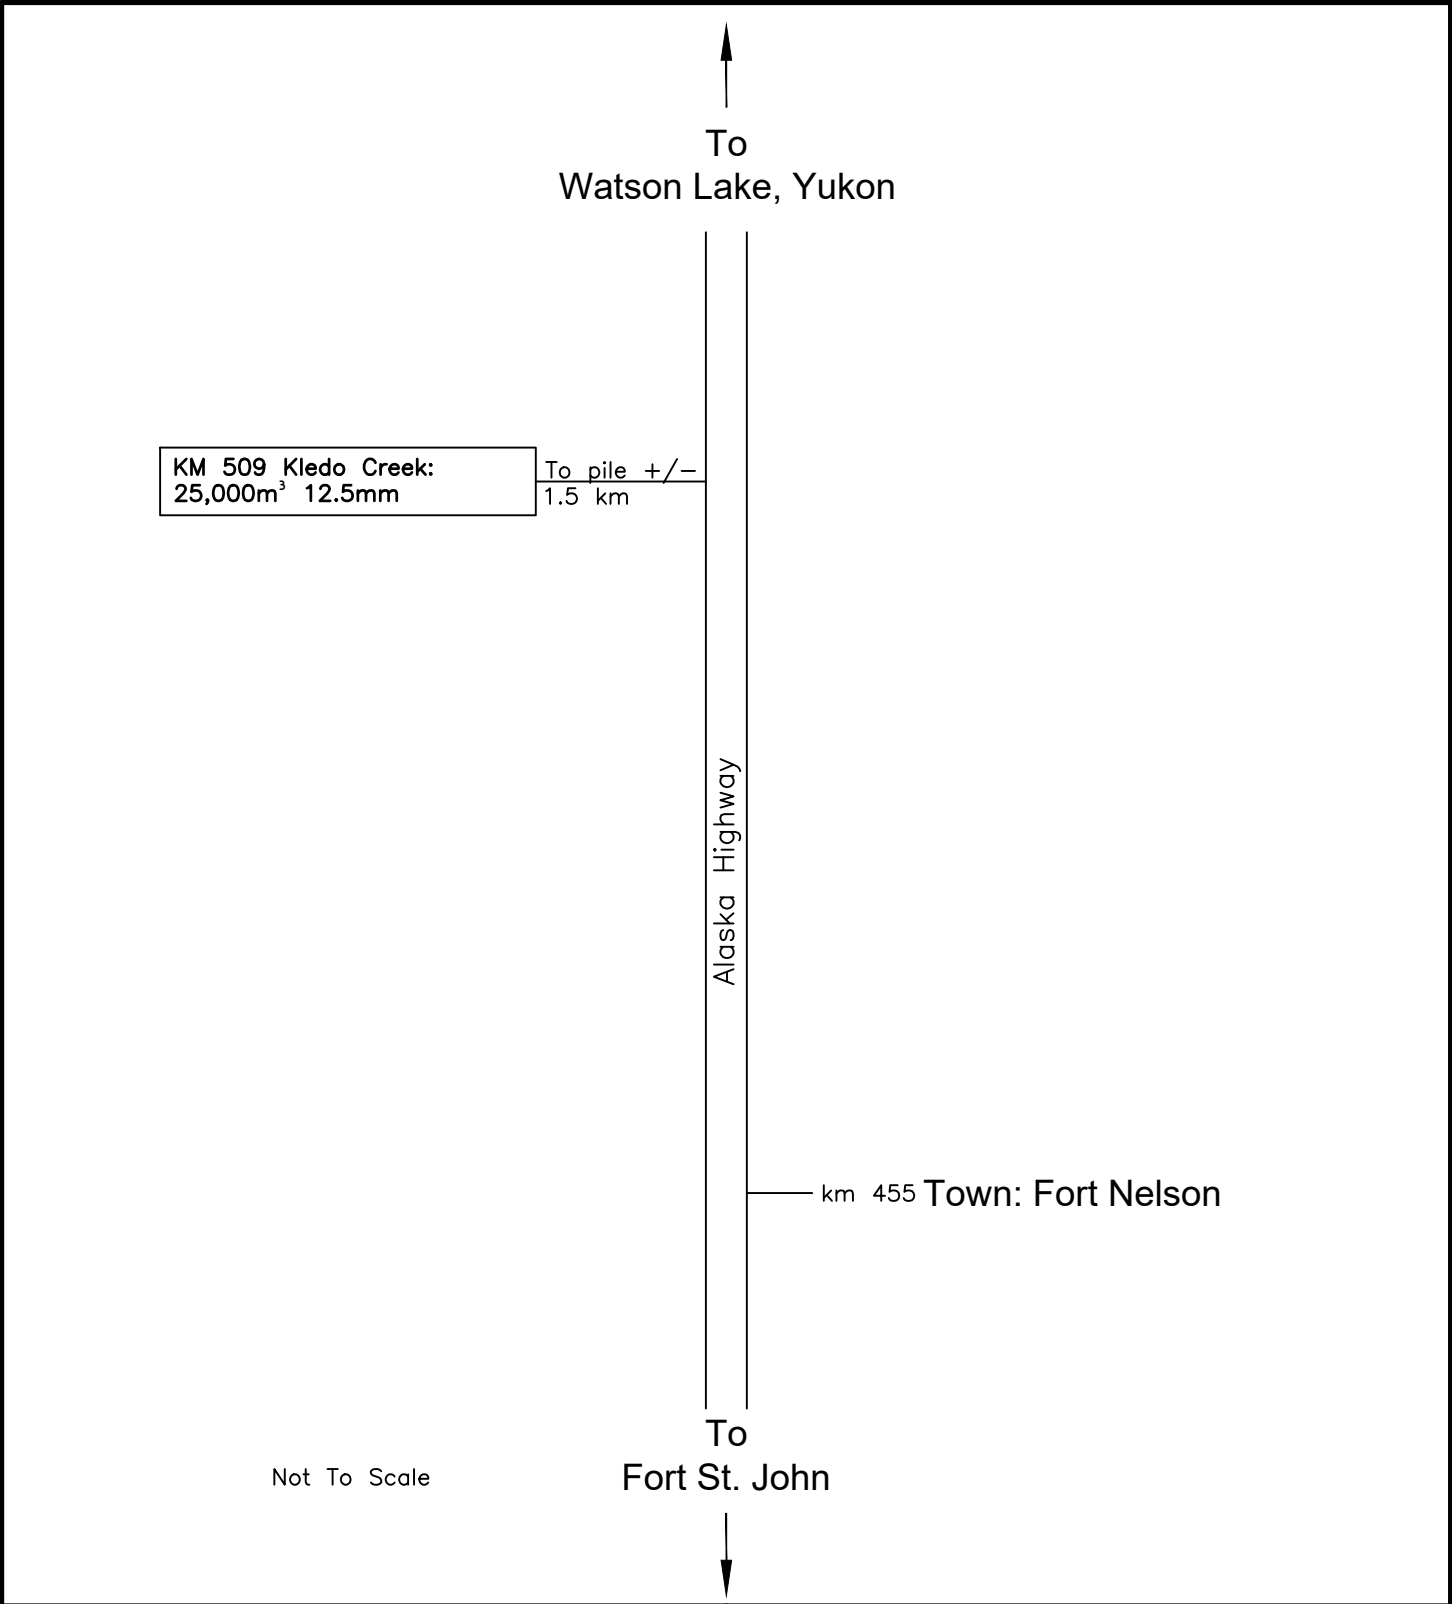 To
Watson Lake, Yukon
KM 509 Kledo Creek:
25,000m³ 12.5mm
To pile +/-
1.5 km
Alaska Highway
km 455 Town: Fort Nelson
To
Fort St. John
Not To Scale